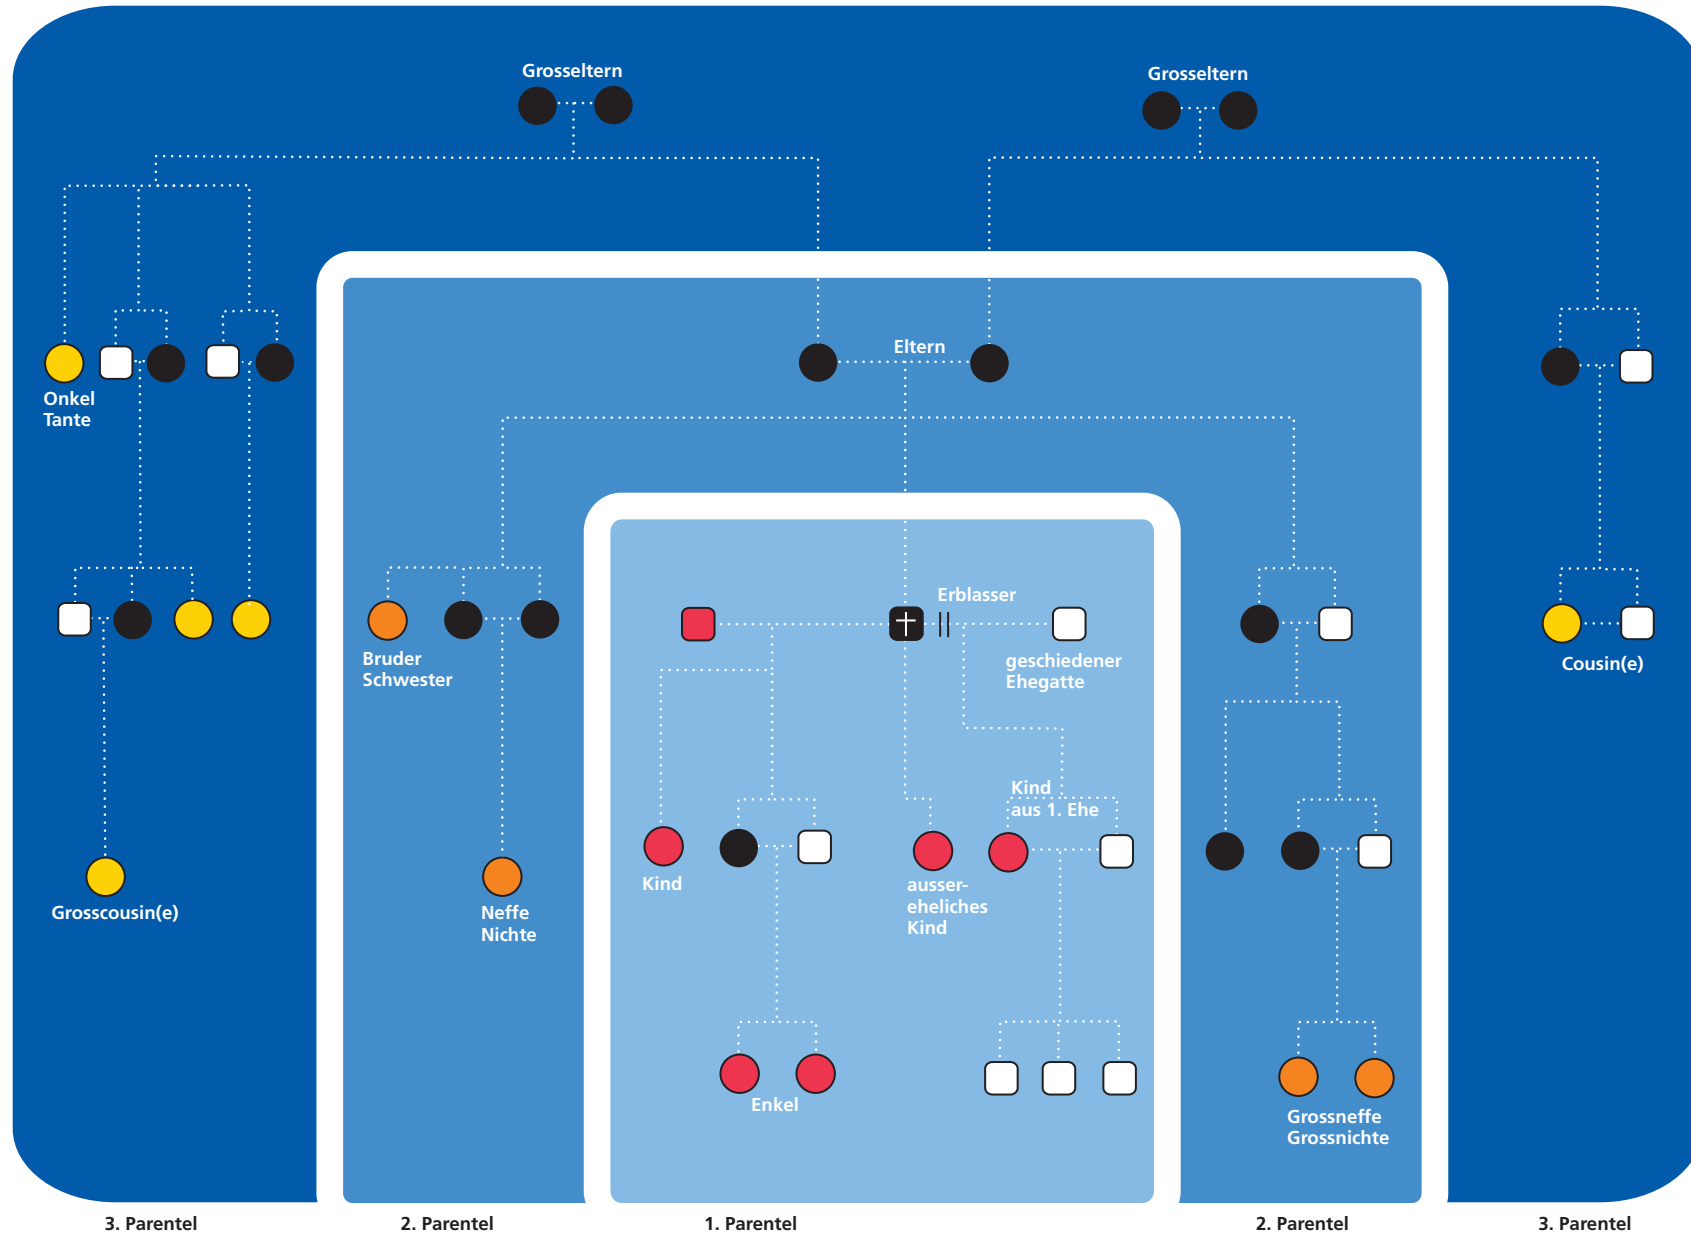 Grosseltern
Grosseltern
Eltern
Onkel
Tante
Erblasser
Bruder
Schwester
geschiedener
Ehegatte
Cousin(e)
Kind
aus 1. Ehe
Kind
ausser-
eheliches
Kind
Grosscousin(e)
Neffe
Nichte
Enkel
Grossneffe
Grossnichte
3. Parentel
2. Parentel
1. Parentel
2. Parentel
3. Parentel